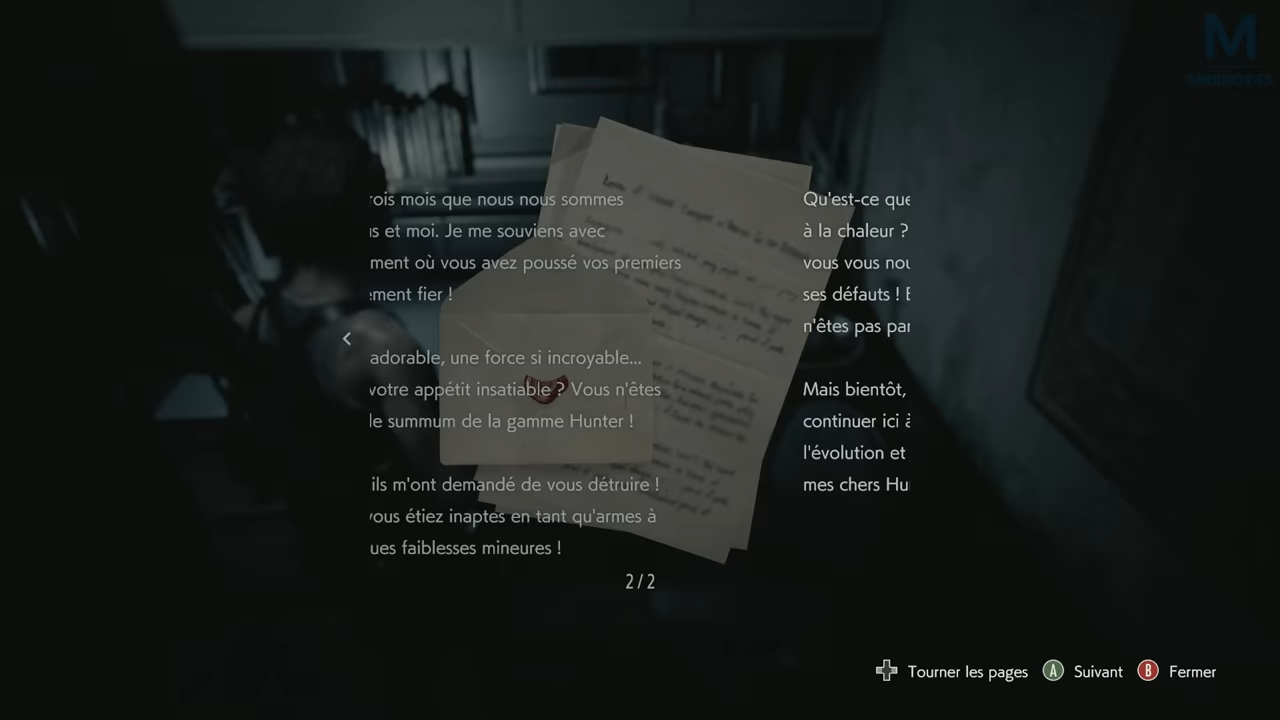 rois mois que nous nous sommes
s et moi. Je me souviens avec
ment où vous avez poussé vos premiers
ement fier !
adorable, une force si incroyable...
votre appétit insatiable ? Vous n'êtes
le summum de la gamme Hunter !
ils m'ont demandé de vous détruire !
vous étiez inaptes en tant qu'armes à
ues faiblesses mineures !
Qu'est-ce que
à la chaleur ?
vous vous nou
ses défauts ! E
n'êtes pas par
Mais bientôt,
continuer ici à
l'évolution et
mes chers Hu
2/2
Tourner les pages
A Suivant
B Fermer
M